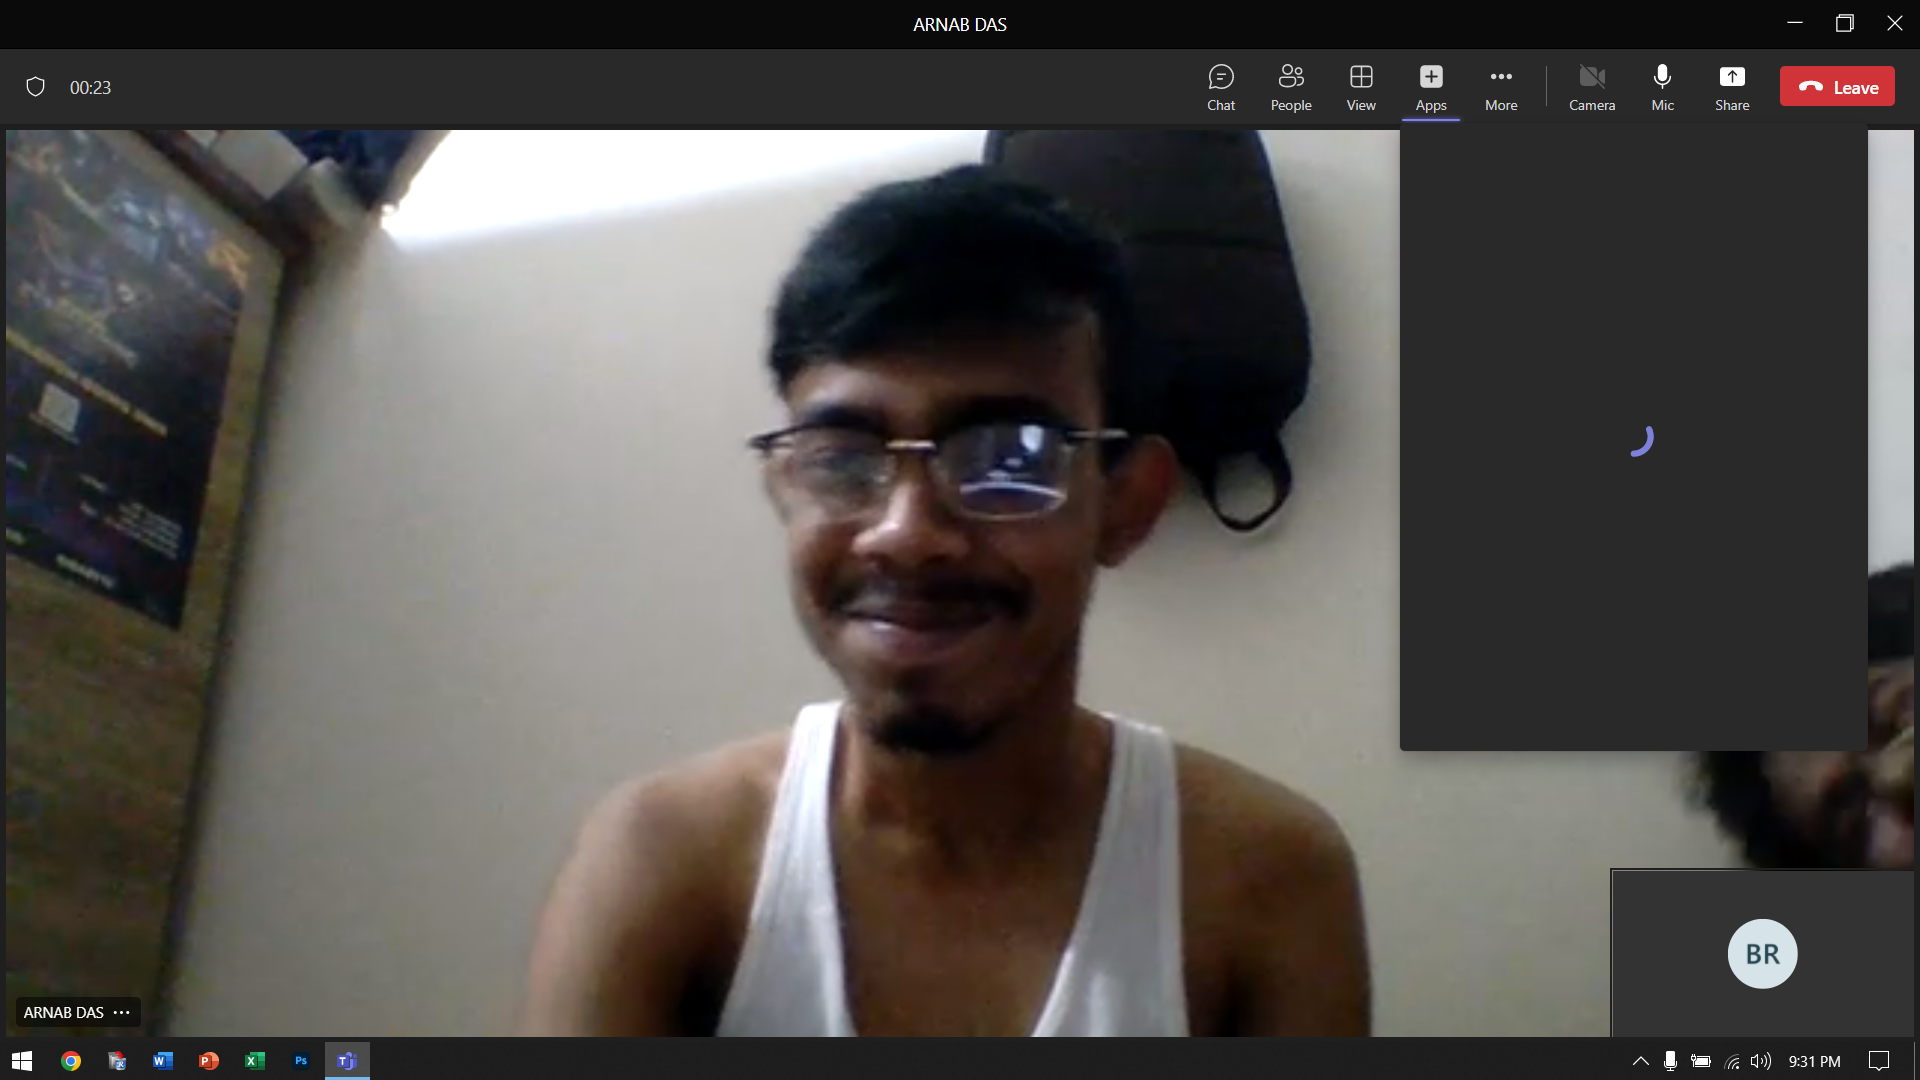 ARNAB DAS
00:23
Chat
People
View
Apps
More
Camera
Mic
Share
Leave
BR
ARNAB DAS
9:31 PM